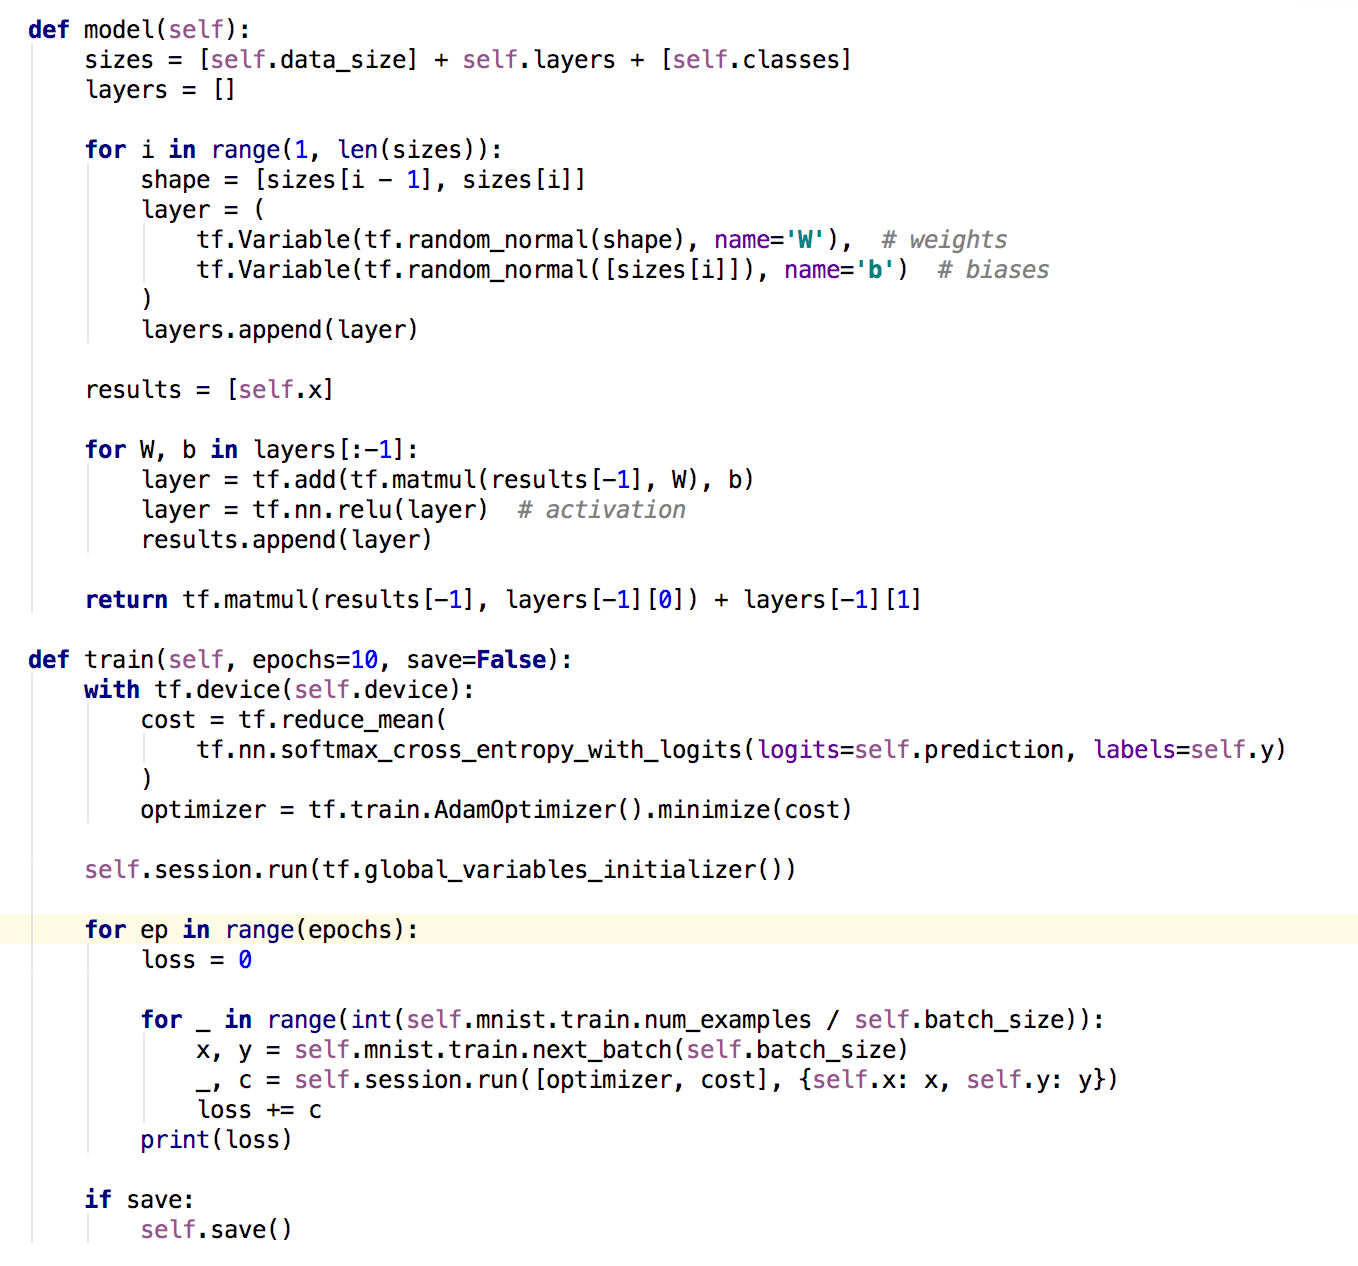 def model(self):
    sizes = [self.data_size] + self.layers + [self.classes]
    layers = []

    for i in range(1, len(sizes)):
        shape = [sizes[i - 1], sizes[i]]
        layer = (
            tf.Variable(tf.random_normal(shape), name='W'),  # weights
            tf.Variable(tf.random_normal([sizes[i]]), name='b')  # biases
        )
        layers.append(layer)

    results = [self.x]

    for W, b in layers[:-1]:
        layer = tf.add(tf.matmul(results[-1], W), b)
        layer = tf.nn.relu(layer)  # activation
        results.append(layer)

    return tf.matmul(results[-1], layers[-1][0]) + layers[-1][1]

def train(self, epochs=10, save=False):
    with tf.device(self.device):
        cost = tf.reduce_mean(
            tf.nn.softmax_cross_entropy_with_logits(logits=self.prediction, labels=self.y)
        )
        optimizer = tf.train.AdamOptimizer().minimize(cost)

    self.session.run(tf.global_variables_initializer())

    for ep in range(epochs):
        loss = 0

        for _ in range(int(self.mnist.train.num_examples / self.batch_size)):
            x, y = self.mnist.train.next_batch(self.batch_size)
            _, c = self.session.run([optimizer, cost], {self.x: x, self.y: y})
            loss += c
        print(loss)

    if save:
        self.save()